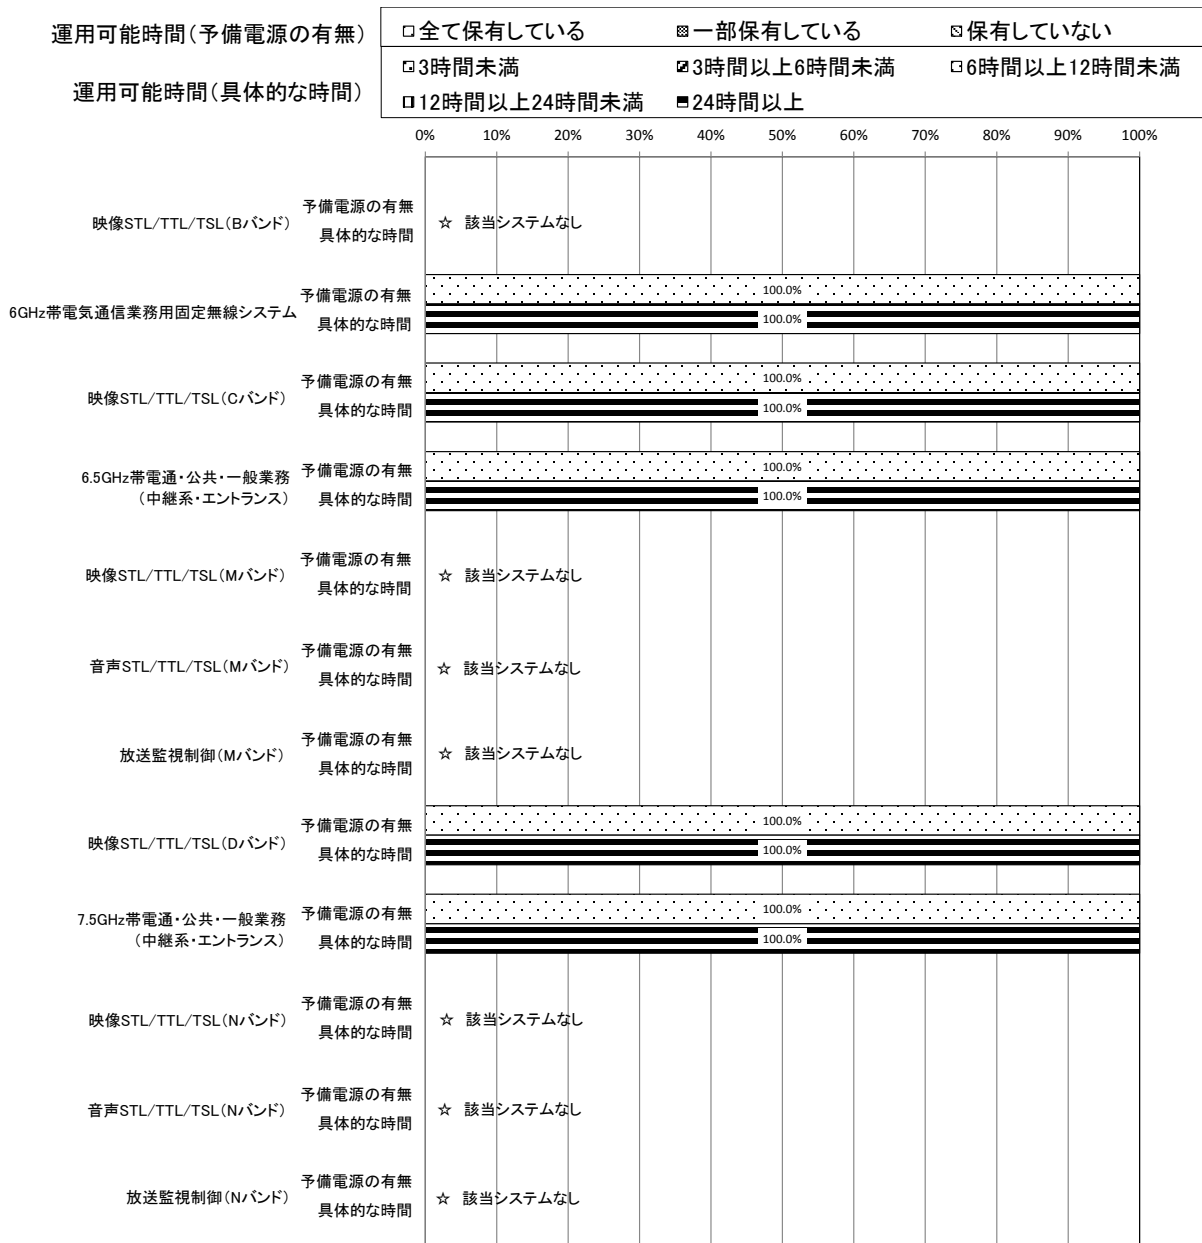 運用可能時間(予備電源の有無)
全て保有している 一部保有している 保有していない
運用可能時間(具体的な時間)
3時間未満 3時間以上6時間未満 6時間以上12時間未満
12時間以上24時間未満 24時間以上
0% 10% 20% 30% 40% 50% 60% 70% 80% 90% 100%
映像STL/TTL/TSL(Bバンド)
予備電源の有無
具体的な時間
☆ 該当システムなし
6GHz帯電気通信業務用固定無線システム
予備電源の有無
100.0%
具体的な時間
100.0%
映像STL/TTL/TSL(Cバンド)
予備電源の有無
100.0%
具体的な時間
100.0%
6.5GHz帯電通・公共・一般業務
(中継系・エントランス)
予備電源の有無
100.0%
具体的な時間
100.0%
映像STL/TTL/TSL(Mバンド)
予備電源の有無
具体的な時間
☆ 該当システムなし
音声STL/TTL/TSL(Mバンド)
予備電源の有無
具体的な時間
☆ 該当システムなし
放送監視制御(Mバンド)
予備電源の有無
具体的な時間
☆ 該当システムなし
映像STL/TTL/TSL(Dバンド)
予備電源の有無
100.0%
具体的な時間
100.0%
7.5GHz帯電通・公共・一般業務
(中継系・エントランス)
予備電源の有無
100.0%
具体的な時間
100.0%
映像STL/TTL/TSL(Nバンド)
予備電源の有無
具体的な時間
☆ 該当システムなし
音声STL/TTL/TSL(Nバンド)
予備電源の有無
具体的な時間
☆ 該当システムなし
放送監視制御(Nバンド)
予備電源の有無
具体的な時間
☆ 該当システムなし